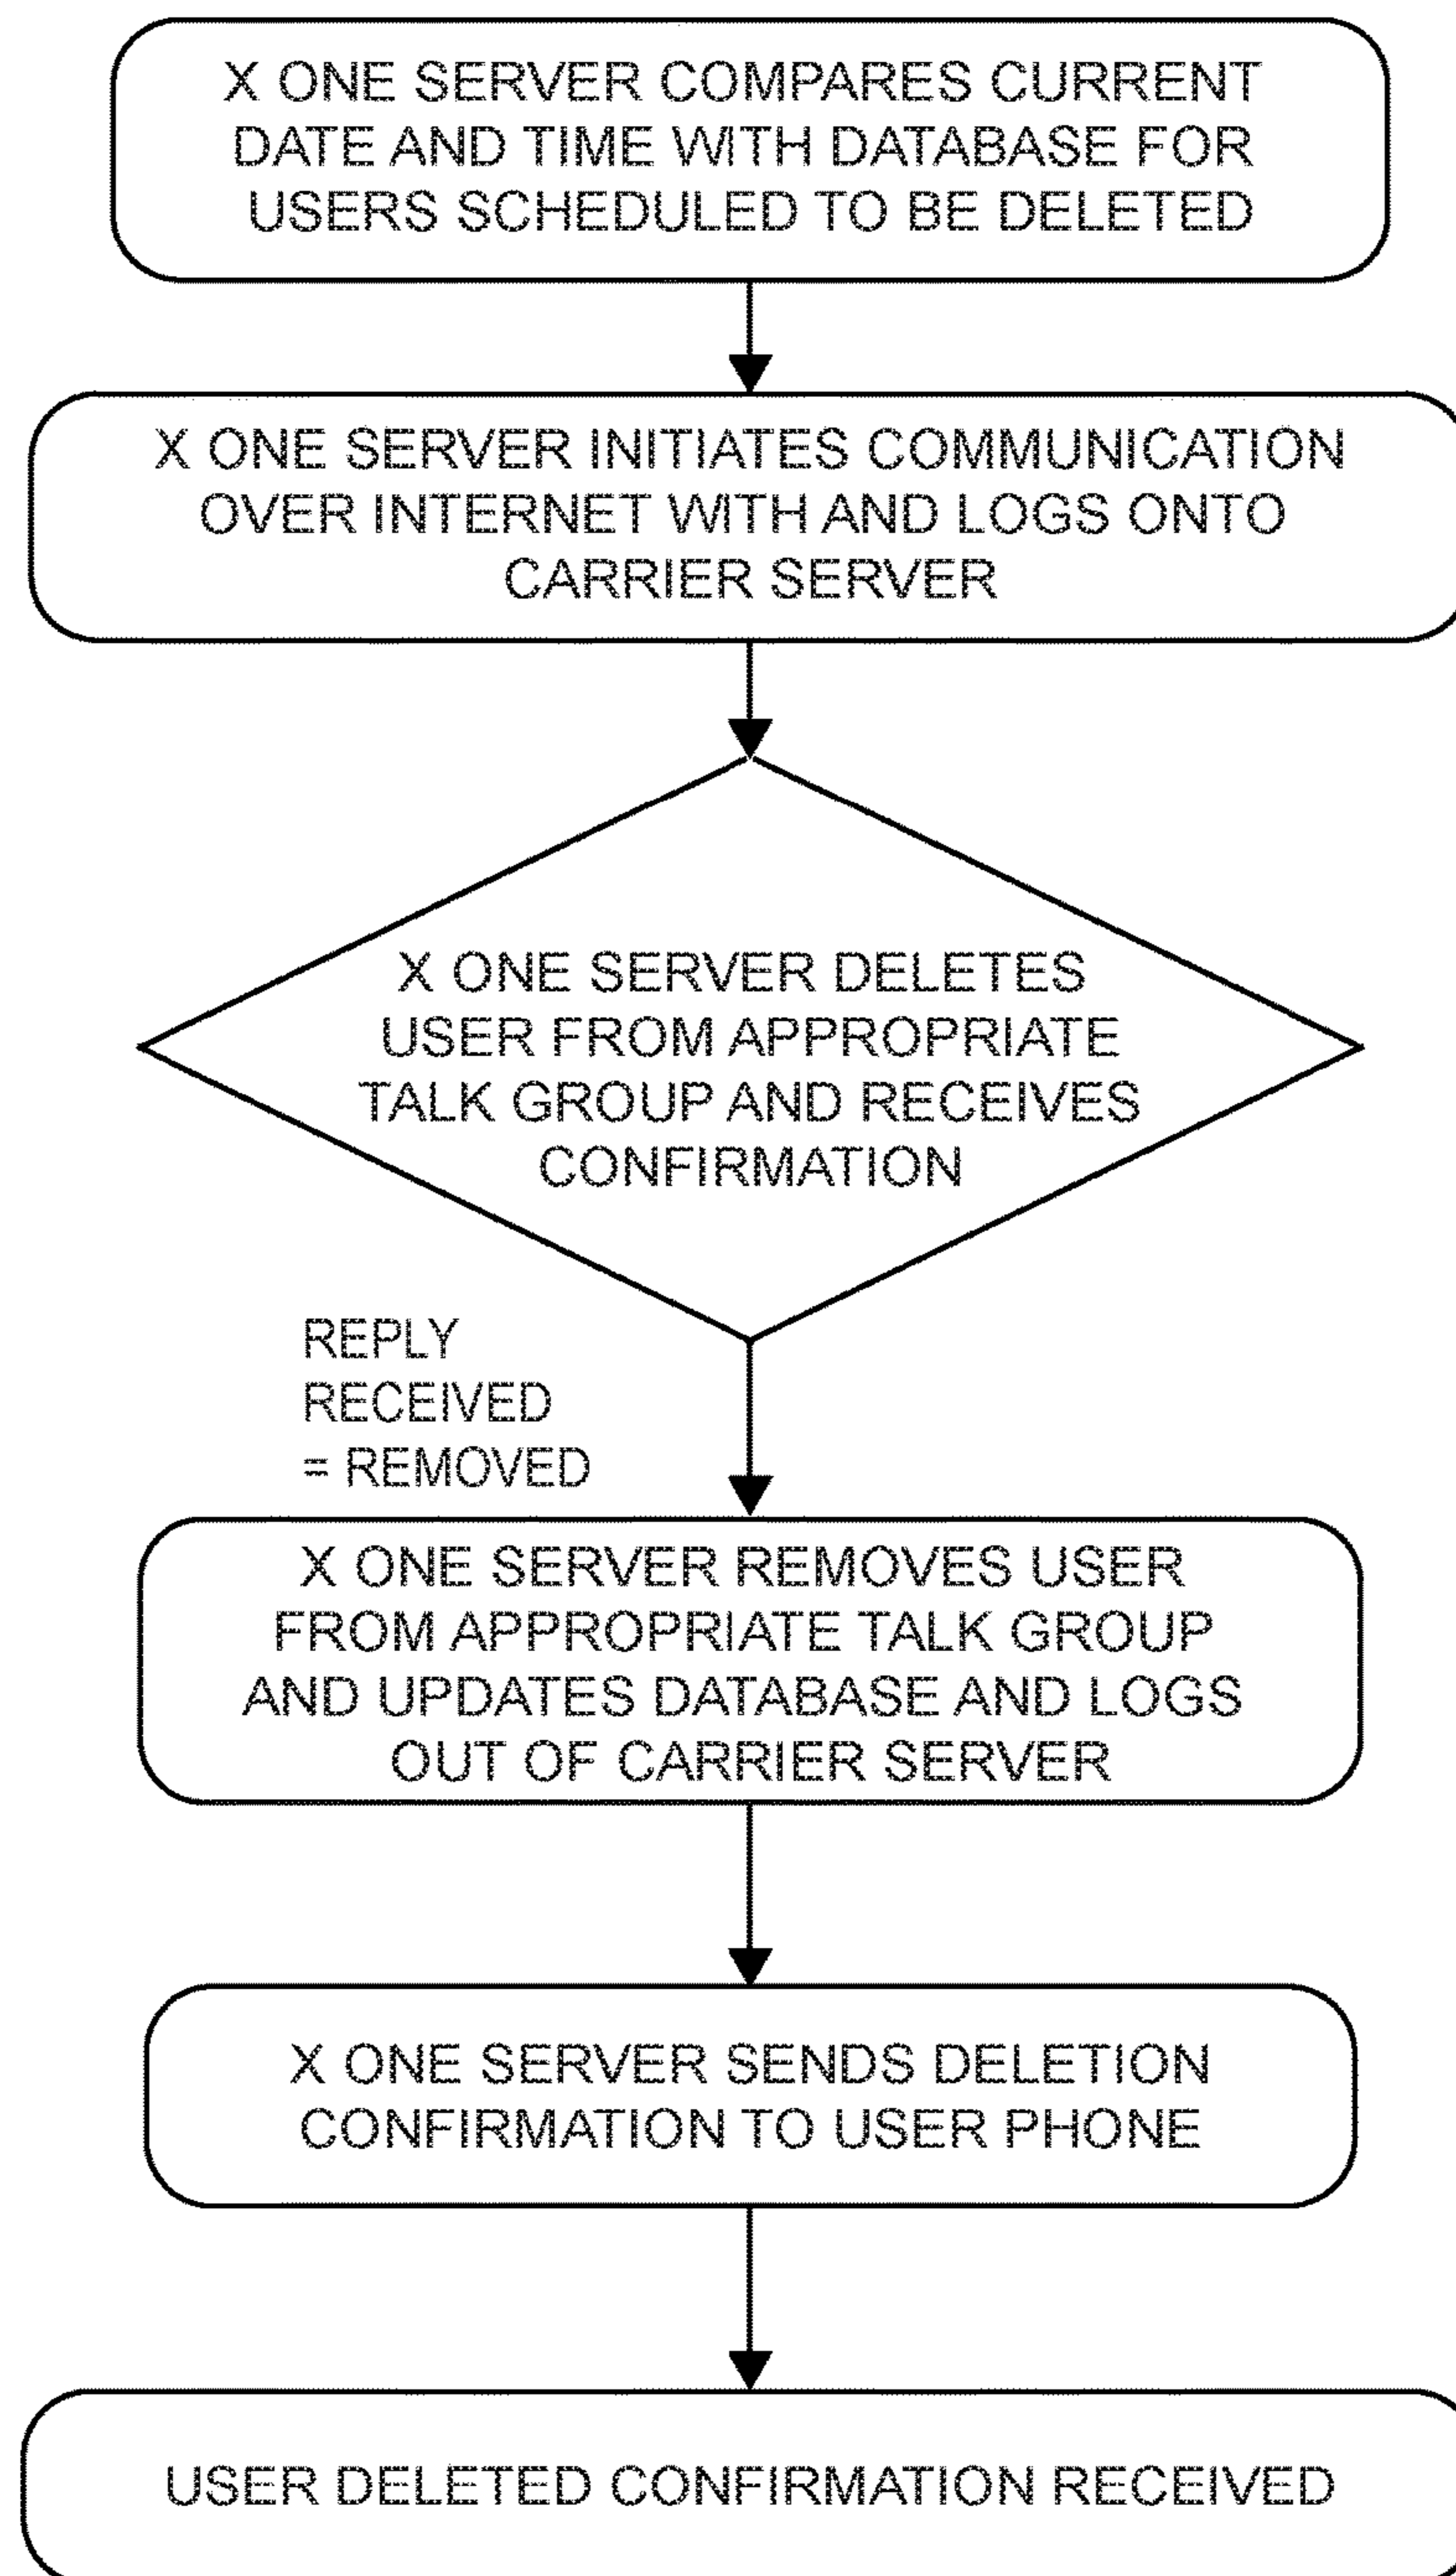 X ONE SERVER COMPARES CURRENT
DATE AND TIME WITH DATABASE FOR
USERS SCHEDULED TO BE DELETED
X ONE SERVER INITIATES COMMUNICATION
OVER INTERNET WITH AND LOGS ONTO
CARRIER SERVER
X ONE SERVER DELETES
USER FROM APPROPRIATE
TALK GROUP AND RECEIVES
CONFIRMATION
REPLY
RECEIVED
= REMOVED
X ONE SERVER REMOVES USER
FROM APPROPRIATE TALK GROUP
AND UPDATES DATABASE AND LOGS
OUT OF CARRIER SERVER
X ONE SERVER SENDS DELETION
CONFIRMATION TO USER PHONE
USER DELETED CONFIRMATION RECEIVED